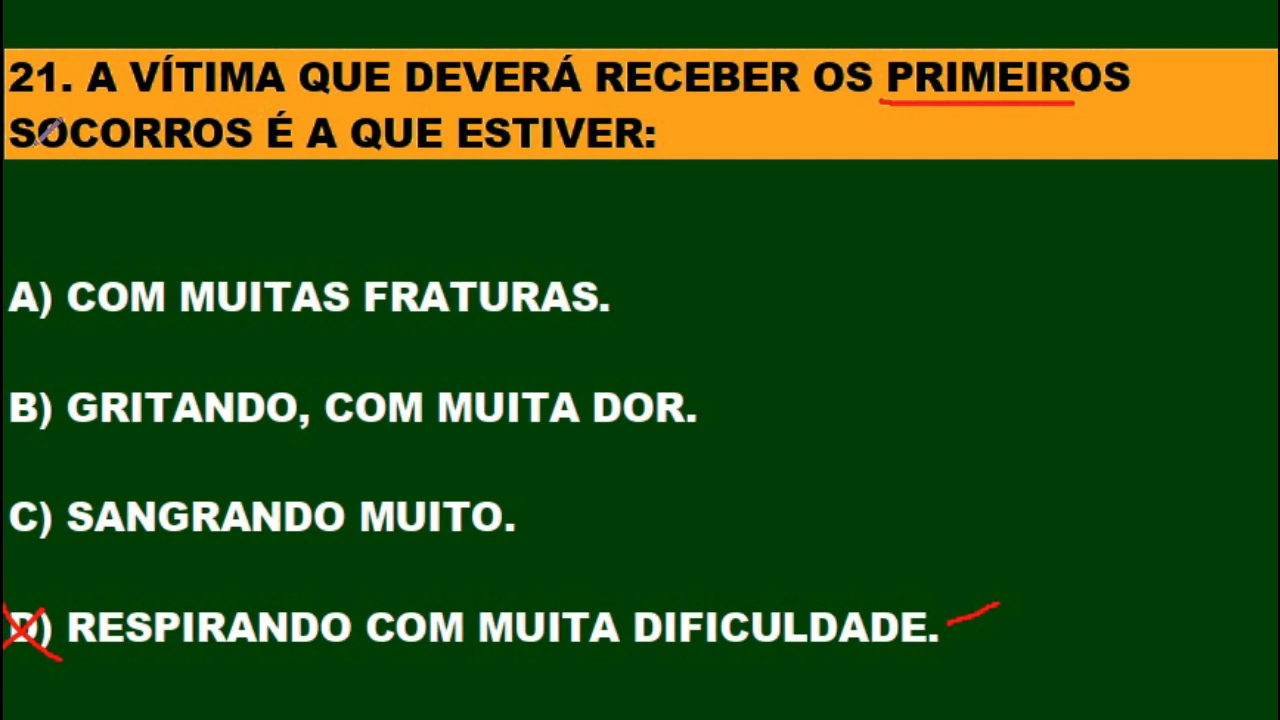 21. A VÍTIMA QUE DEVERÁ RECEBER OS PRIMEIROS
SOCORROS É A QUE ESTIVER:
A) COM MUITAS FRATURAS.
B) GRITANDO, COM MUITA DOR.
C) SANGRANDO MUITO.
D) RESPIRANDO COM MUITA DIFICULDADE.